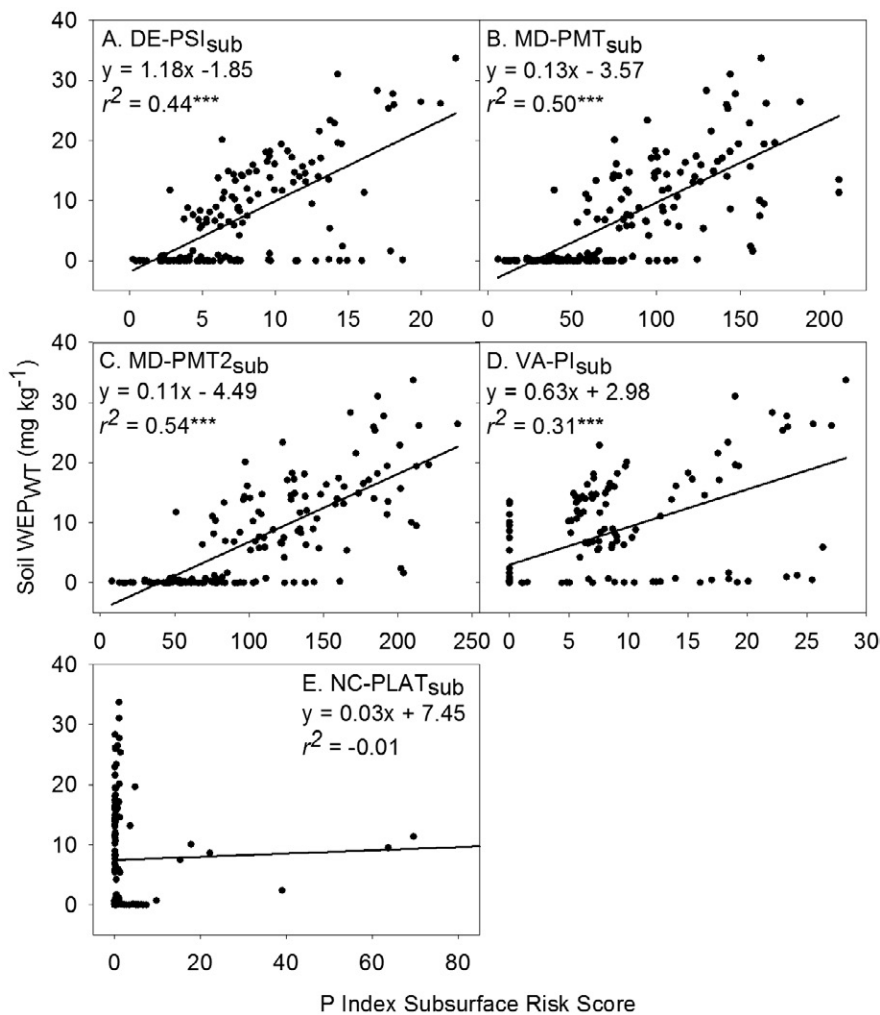 A. DE-PSIsub
y = 1.18x -1.85
r² = 0.44***
B. MD-PMTsub
y = 0.13x - 3.57
r² = 0.50***
40
30
20
10
0
0 5 10 15 20
0 50 100 150 200
C. MD-PMT2sub
y = 0.11x - 4.49
r² = 0.54***
D. VA-PIsub
y = 0.63x + 2.98
r² = 0.31***
40
30
20
10
0
0 50 100 150 200 250
0 5 10 15 20 25 30
Soil WEPWT (mg kg⁻¹)
E. NC-PLATsub
y = 0.03x + 7.45
r² = -0.01
40
30
20
10
0
0 20 40 60 80
P Index Subsurface Risk Score